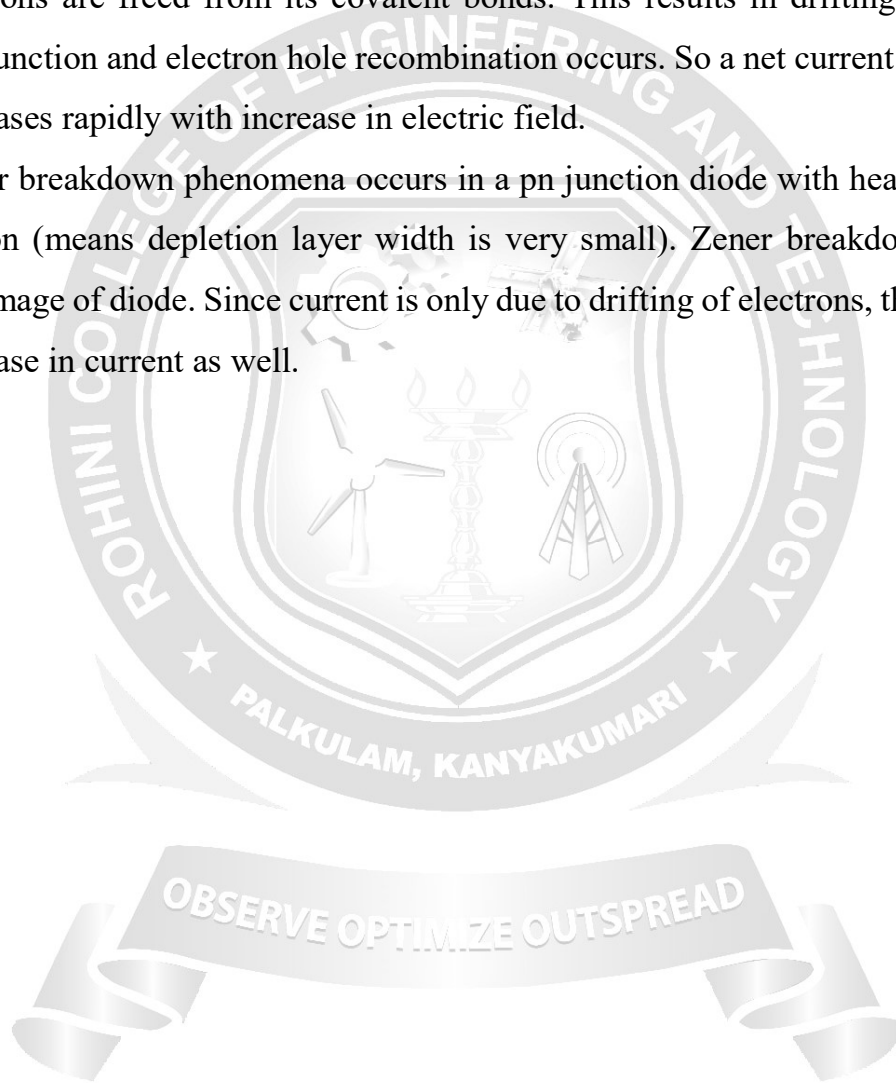 ons are freed from its covalent bonds. This results in drifting
unction and electron hole recombination occurs. So a net current
ases rapidly with increase in electric field.
r breakdown phenomena occurs in a pn junction diode with hea
on (means depletion layer width is very small). Zener breakdo
mage of diode. Since current is only due to drifting of electrons, th
ase in current as well.
ROHINI COLLEGE OF ENGINEERING AND TECHNOLOGY
PALKULAM, KANYAKUMARI
OBSERVE OPTIMIZE OUTSPREAD